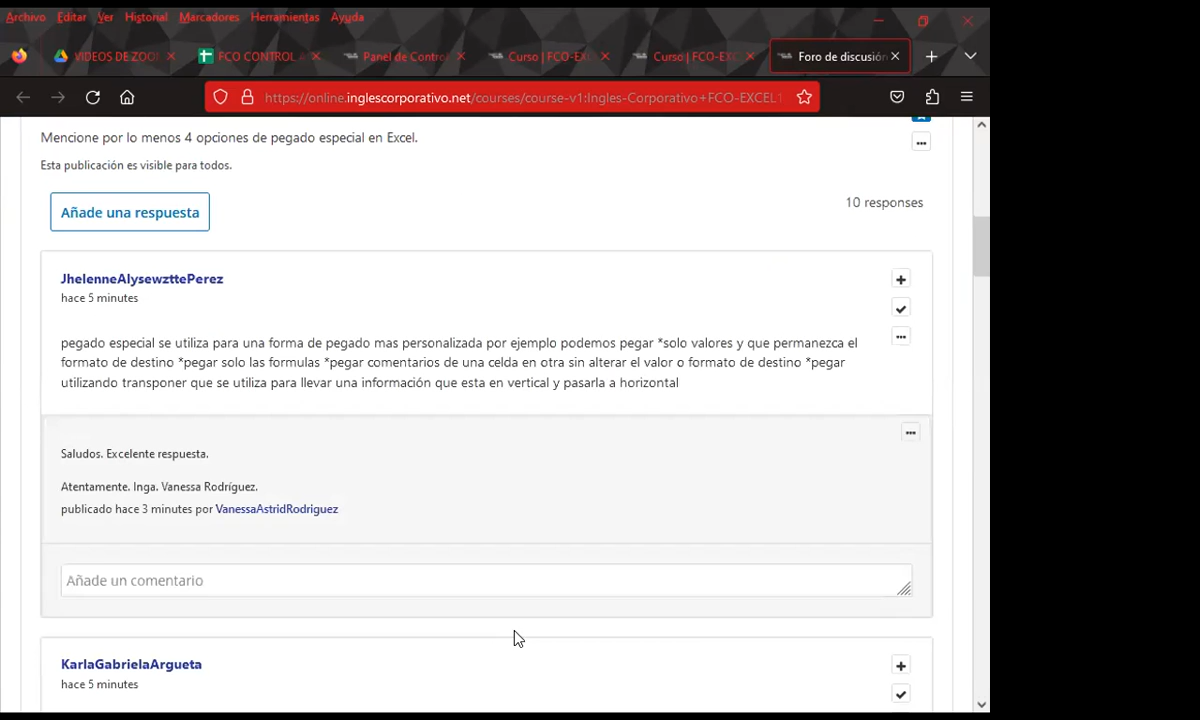 Archivo Editar Ver Historial Marcadores Herramientas Ayuda
VIDEOS DE ZOOM
FCO CONTROL A
Panel de Control
Curso | FCO-EXC
Curso | FCO-EXC
Foro de discusión
https://online.inglescorporativo.net/courses/course-v1:Ingles-Corporativo+FCO-EXCEL1
Mencione por lo menos 4 opciones de pegado especial en Excel.
Esta publicación es visible para todos.
Añade una respuesta
10 responses
JhelenneAlysewzttePerez
hace 5 minutes
pegado especial se utiliza para una forma de pegado mas personalizada por ejemplo podemos pegar *solo valores y que permanezca el
formato de destino *pegar solo las formulas *pegar comentarios de una celda en otra sin alterar el valor o formato de destino *pegar
utilizando transponer que se utiliza para llevar una información que esta en vertical y pasarla a horizontal
Saludos. Excelente respuesta.
Atentamente. Inga. Vanessa Rodríguez.
publicado hace 3 minutes por VanessaAstridRodriguez
Añade un comentario
KarlaGabrielaArgueta
hace 5 minutes